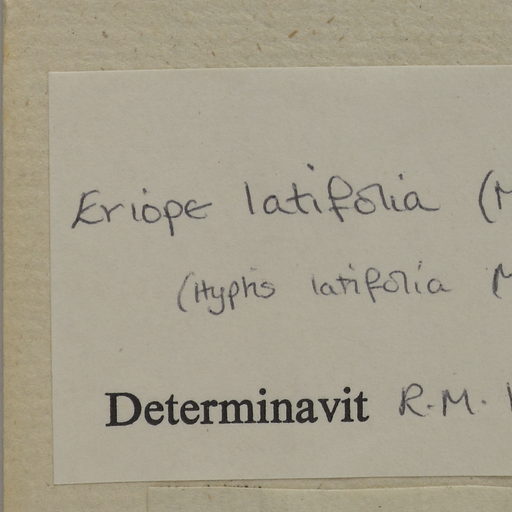 Eriope latifolia (M
(Hyptis latifolia M
Determinavit R.M.